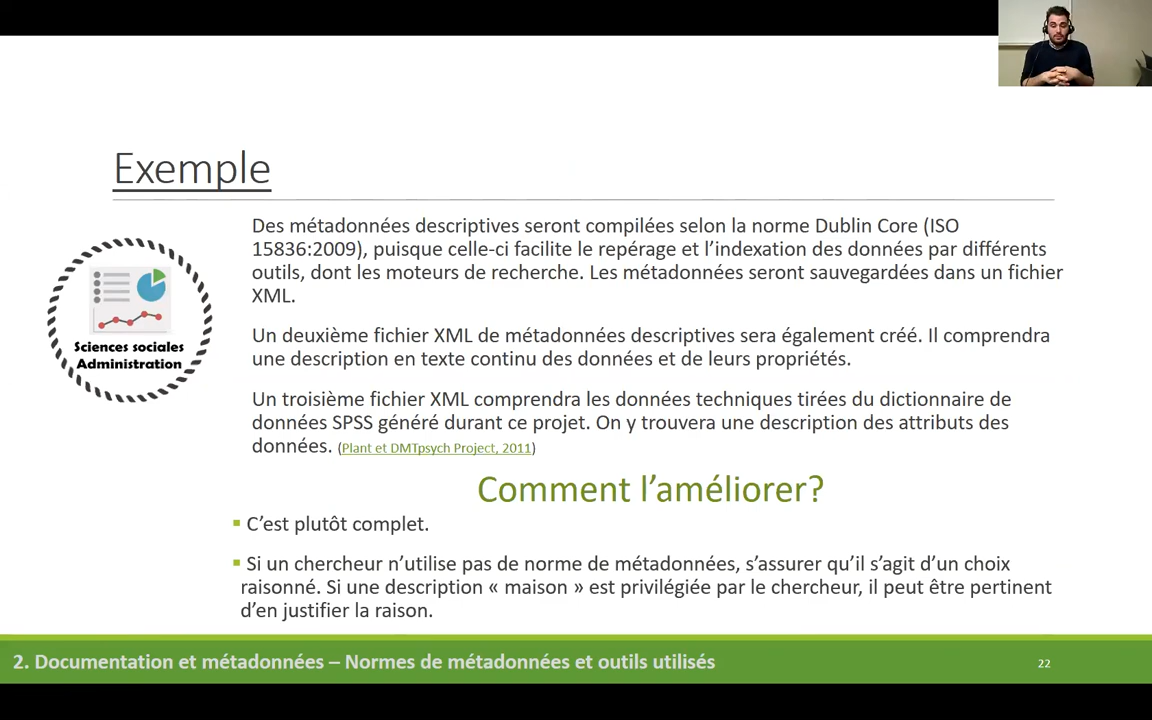 Exemple
Des métadonnées descriptives seront compilées selon la norme Dublin Core (ISO
15836:2009), puisque celle-ci facilite le repérage et l’indexation des données par différents
outils, dont les moteurs de recherche. Les métadonnées seront sauvegardées dans un fichier
XML.
Sciences sociales
Administration
Un deuxième fichier XML de métadonnées descriptives sera également créé. Il comprendra
une description en texte continu des données et de leurs propriétés.
Un troisième fichier XML comprendra les données techniques tirées du dictionnaire de
données SPSS généré durant ce projet. On y trouvera une description des attributs des
données. (Plant et DMTpsych Project, 2011)
Comment l’améliorer?
C’est plutôt complet.
Si un chercheur n’utilise pas de norme de métadonnées, s’assurer qu’il s’agit d’un choix
raisonné. Si une description « maison » est privilégiée par le chercheur, il peut être pertinent
d’en justifier la raison.
2. Documentation et métadonnées – Normes de métadonnées et outils utilisés
22